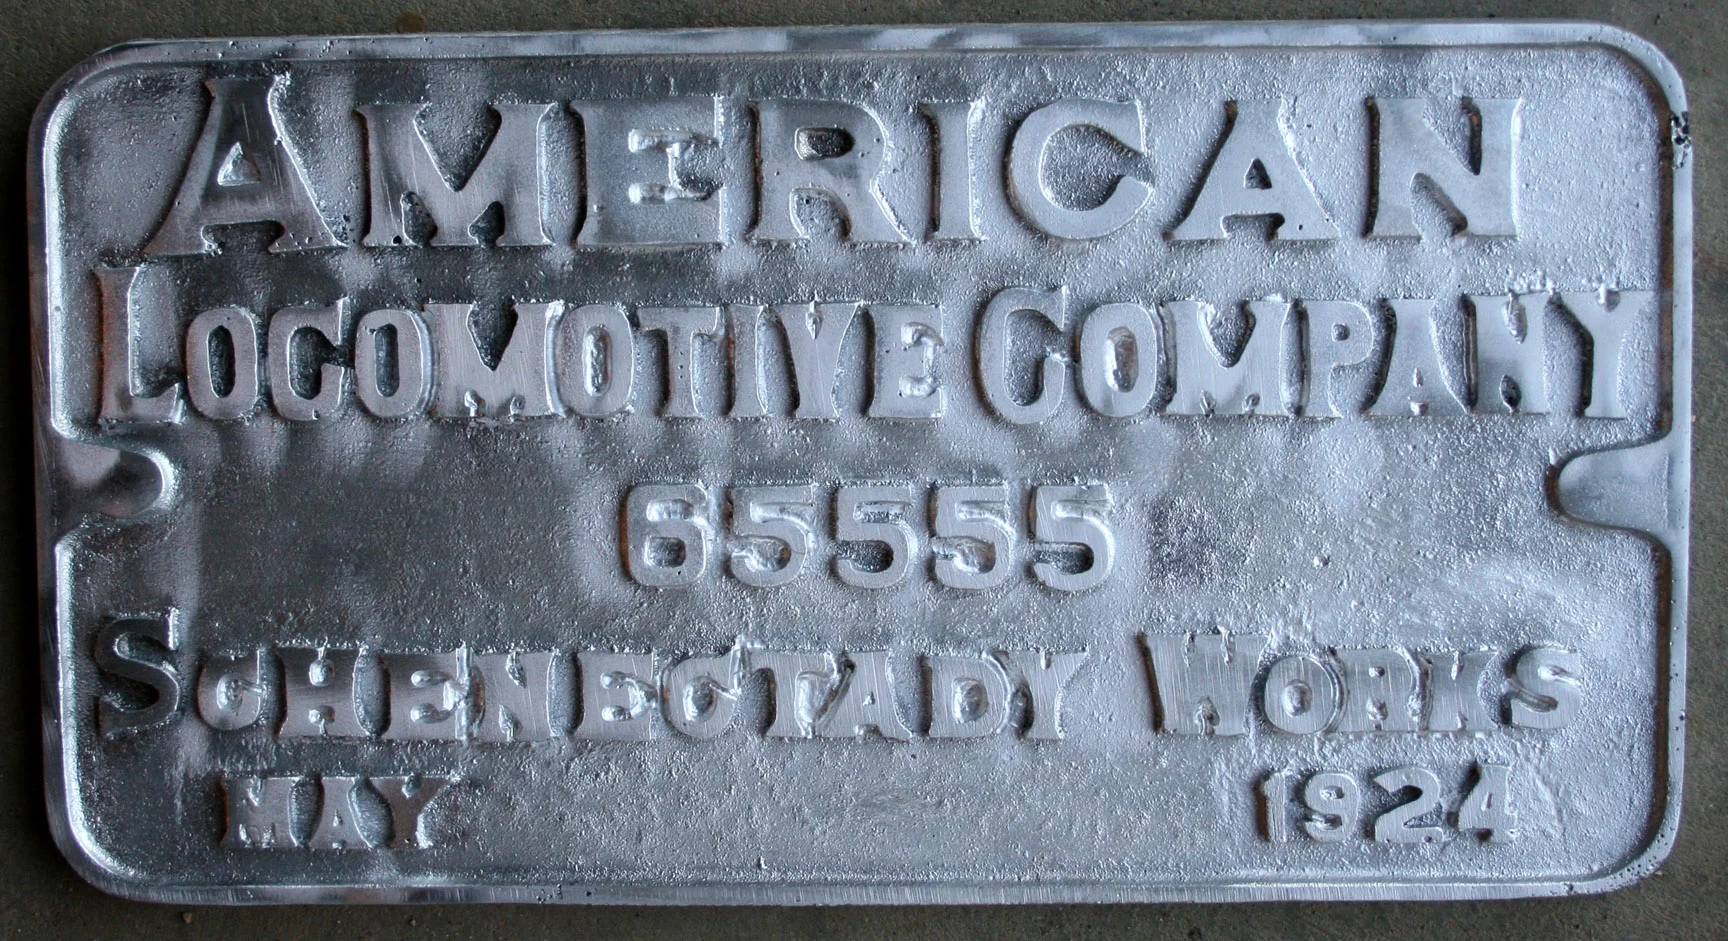 AMERICAN
LOCOMOTIVE COMPANY
65555
SCHENECTADY WORKS
MAY 1924